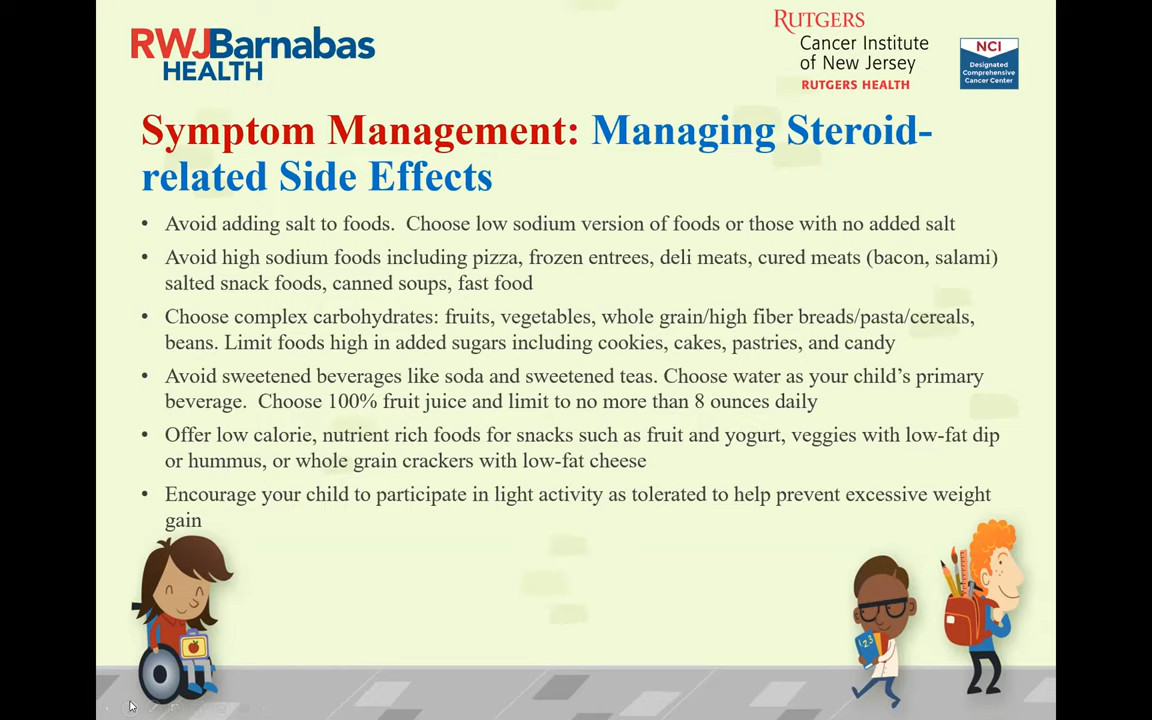 RWJBarnabas
HEALTH
RUTGERS
Cancer Institute
of New Jersey
RUTGERS HEALTH
NCI
Designated
Comprehensive
Cancer Center
Symptom Management: Managing Steroid-
related Side Effects
• Avoid adding salt to foods.  Choose low sodium version of foods or those with no added salt
• Avoid high sodium foods including pizza, frozen entrees, deli meats, cured meats (bacon, salami)
salted snack foods, canned soups, fast food
• Choose complex carbohydrates: fruits, vegetables, whole grain/high fiber breads/pasta/cereals,
beans. Limit foods high in added sugars including cookies, cakes, pastries, and candy
• Avoid sweetened beverages like soda and sweetened teas. Choose water as your child's primary
beverage.  Choose 100% fruit juice and limit to no more than 8 ounces daily
• Offer low calorie, nutrient rich foods for snacks such as fruit and yogurt, veggies with low-fat dip
or hummus, or whole grain crackers with low-fat cheese
• Encourage your child to participate in light activity as tolerated to help prevent excessive weight
gain
123